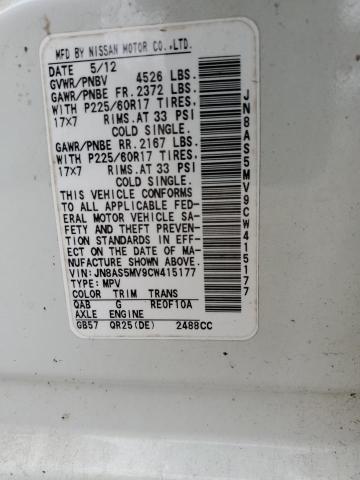 MFD BY NISSAN MOTOR CO.,LTD.
DATE 5/12
GVWR/PNBV 4526 LBS.
GAWR/PNBE FR. 2372 LBS.
WITH P225/60R17 TIRES,
17X7 RIMS.AT 33 PSI
COLD SINGLE.
GAWR/PNBE RR. 2167 LBS.
WITH P225/60R17 TIRES,
17X7 RIMS.AT 33 PSI
COLD SINGLE.
THIS VEHICLE CONFORMS
TO ALL APPLICABLE FED-
ERAL MOTOR VEHICLE SA-
FETY AND THEFT PREVENTI-
ON STANDARDS IN EFFECT
ON THE DATE OF MA-
NUFACTURE SHOWN ABOVE.
VIN: JN8AS5MV9CW415177
TYPE: MPV
COLOR TRIM TRANS
QAB G RE0F10A
AXLE ENGINE
GB57 QR25(DE) 2488CC
JN8AS5MV9CW415177